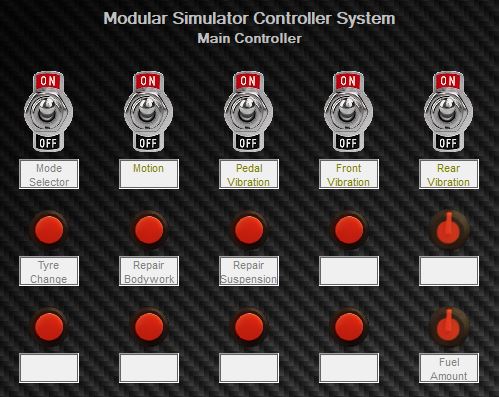 Modular Simulator Controller System
Main Controller
ON ON ON ON ON
OFF OFF OFF OFF OFF
Mode Selector
Motion
Pedal Vibration
Front Vibration
Rear Vibration
Tyre Change
Repair Bodywork
Repair Suspension
Fuel Amount